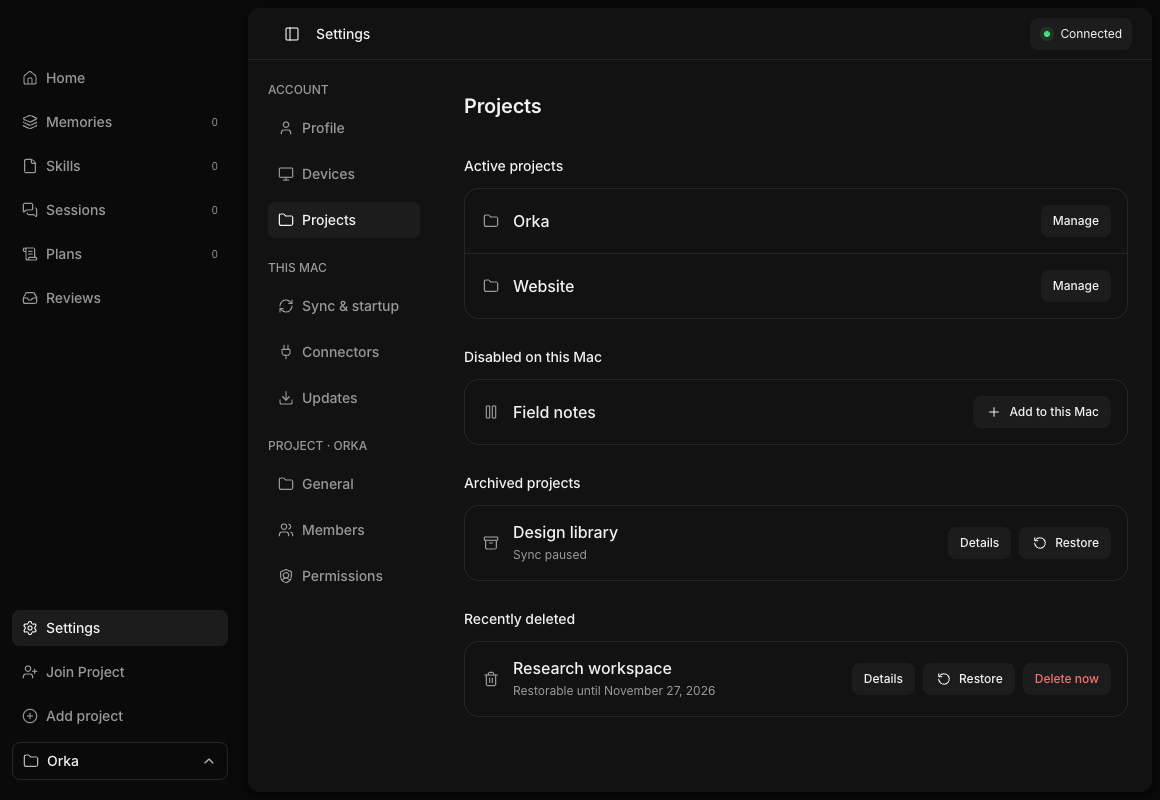 Settings
Connected
Home
Memories 0
Skills 0
Sessions 0
Plans 0
Reviews
Settings
Join Project
Add project
Orka
ACCOUNT
Profile
Devices
Projects
THIS MAC
Sync & startup
Connectors
Updates
PROJECT · ORKA
General
Members
Permissions
Projects
Active projects
Orka Manage
Website Manage
Disabled on this Mac
Field notes Add to this Mac
Archived projects
Design library
Sync paused
Details Restore
Recently deleted
Research workspace
Restorable until November 27, 2026
Details Restore Delete now